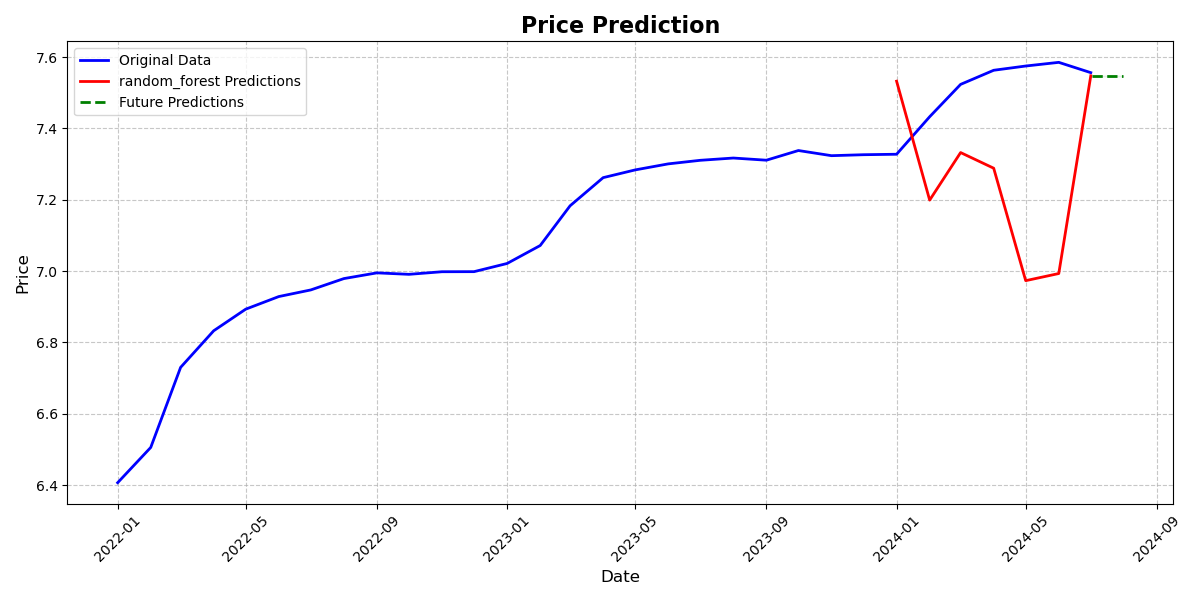 Price Prediction
Original Data
random_forest Predictions
Future Predictions
Price
7.6
7.4
7.2
7.0
6.8
6.6
6.4
2022-01
2022-05
2022-09
2023-01
2023-05
2023-09
2024-01
2024-05
2024-09
Date